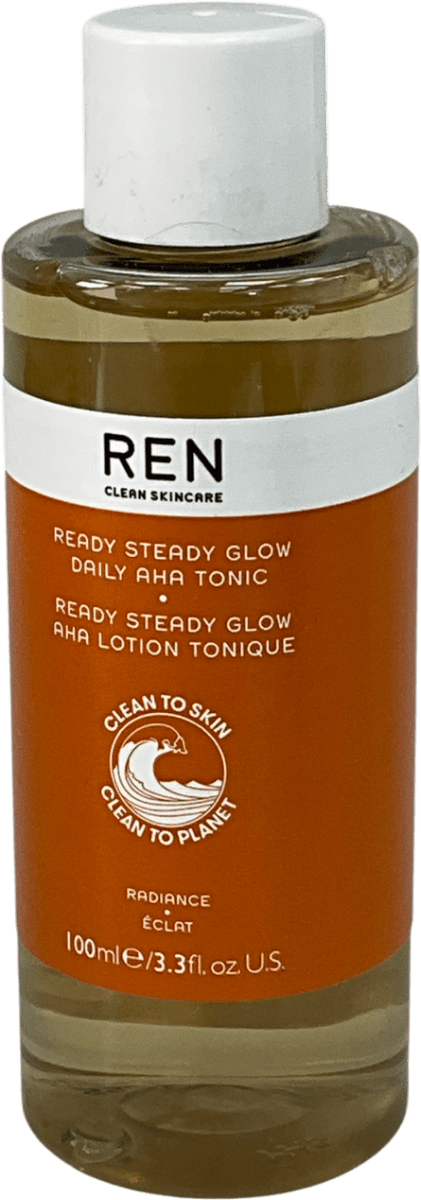 REN
CLEAN SKINCARE
READY STEADY GLOW
DAILY AHA TONIC
•
READY STEADY GLOW
AHA LOTION TONIQUE
CLEAN TO SKIN
CLEAN TO PLANET
RADIANCE
•
ÉCLAT
100ml℮/3.3fl. oz. U.S.